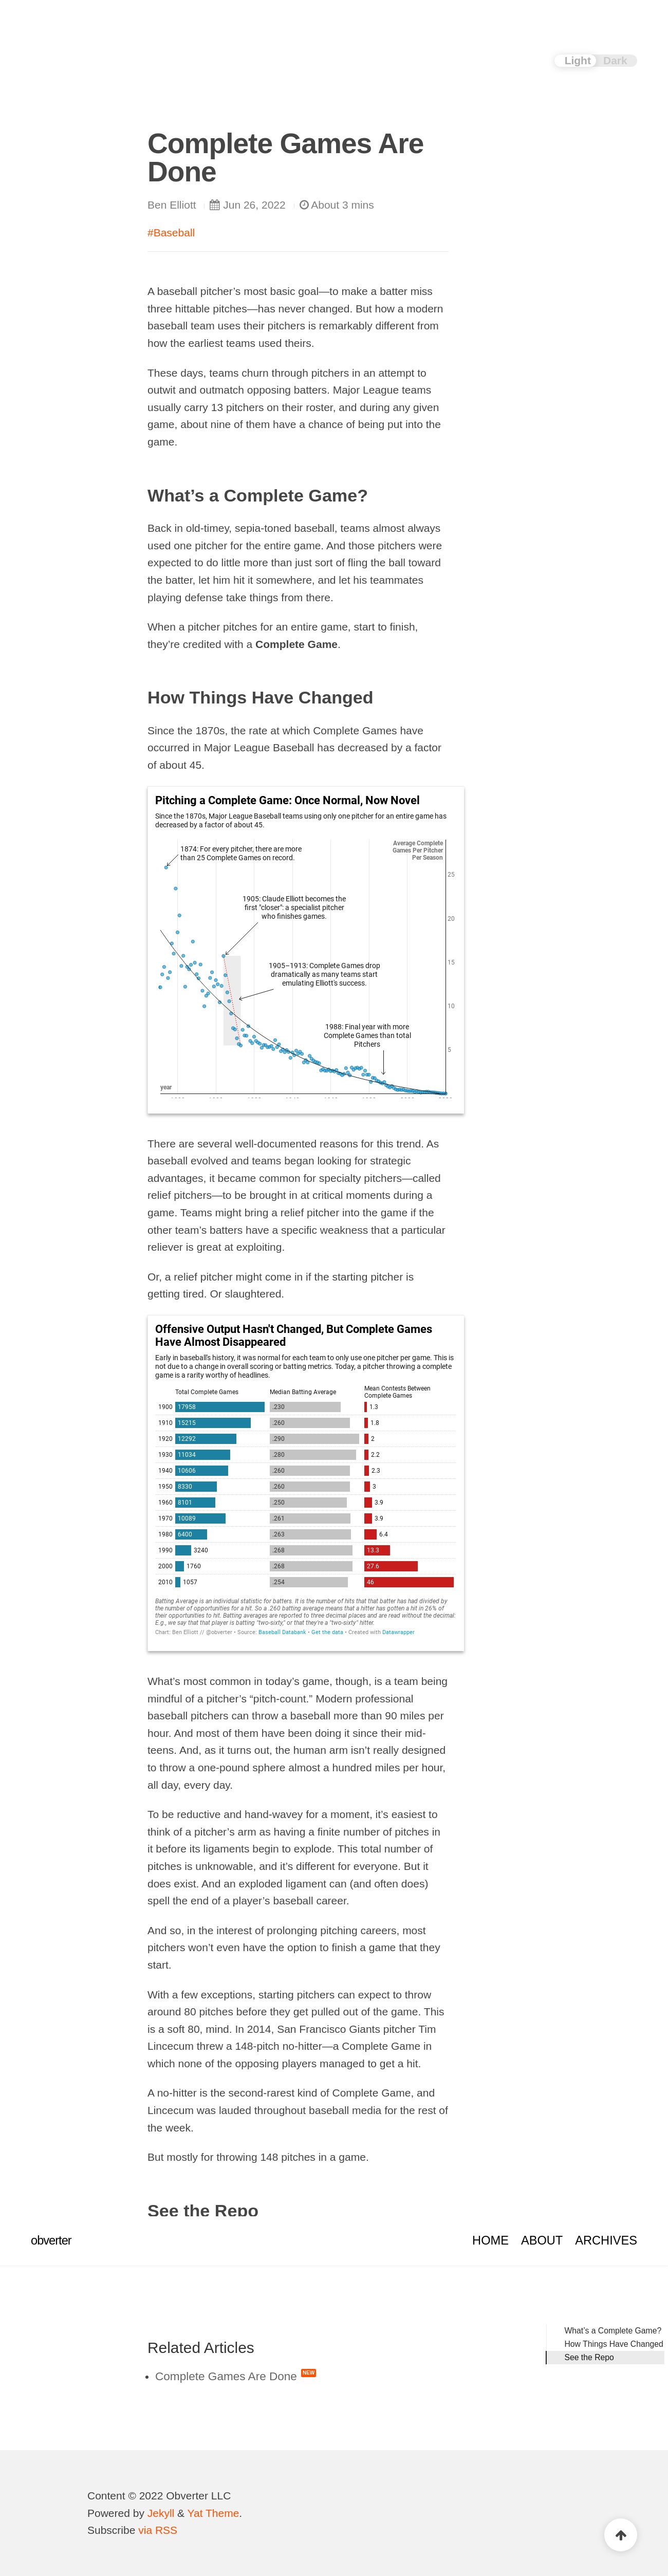 Light Dark
Complete Games Are
Done
Ben Elliott Jun 26, 2022 About 3 mins
#Baseball
A baseball pitcher’s most basic goal—to make a batter miss
three hittable pitches—has never changed. But how a modern
baseball team uses their pitchers is remarkably different from
how the earliest teams used theirs.
These days, teams churn through pitchers in an attempt to
outwit and outmatch opposing batters. Major League teams
usually carry 13 pitchers on their roster, and during any given
game, about nine of them have a chance of being put into the
game.
What’s a Complete Game?
Back in old-timey, sepia-toned baseball, teams almost always
used one pitcher for the entire game. And those pitchers were
expected to do little more than just sort of fling the ball toward
the batter, let him hit it somewhere, and let his teammates
playing defense take things from there.
When a pitcher pitches for an entire game, start to finish,
they’re credited with a Complete Game.
How Things Have Changed
Since the 1870s, the rate at which Complete Games have
occurred in Major League Baseball has decreased by a factor
of about 45.
Pitching a Complete Game: Once Normal, Now Novel
Since the 1870s, Major League Baseball teams using only one pitcher for an entire game has
decreased by a factor of about 45.
Average Complete
Games Per Pitcher
Per Season
1874: For every pitcher, there are more
than 25 Complete Games on record.
25
1905: Claude Elliott becomes the
first "closer": a specialist pitcher
who finishes games.
20
1905–1913: Complete Games drop
dramatically as many teams start
emulating Elliott's success.
15
10
1988: Final year with more
Complete Games than total
Pitchers
5
year
There are several well-documented reasons for this trend. As
baseball evolved and teams began looking for strategic
advantages, it became common for specialty pitchers—called
relief pitchers—to be brought in at critical moments during a
game. Teams might bring a relief pitcher into the game if the
other team’s batters have a specific weakness that a particular
reliever is great at exploiting.
Or, a relief pitcher might come in if the starting pitcher is
getting tired. Or slaughtered.
Offensive Output Hasn't Changed, But Complete Games
Have Almost Disappeared
Early in baseball's history, it was normal for each team to only use one pitcher per game. This is
not due to a change in overall scoring or batting metrics. Today, a pitcher throwing a complete
game is a rarity worthy of headlines.
Total Complete Games Median Batting Average Mean Contests Between
Complete Games
1900 17958 .230 1.3
1910 15215 .260 1.8
1920 12292 .290 2
1930 11034 .280 2.2
1940 10606 .260 2.3
1950 8330 .260 3
1960 8101 .250 3.9
1970 10089 .261 3.9
1980 6400 .263 6.4
1990 3240 .268 13.3
2000 1760 .268 27.6
2010 1057 .254 46
Batting Average is an individual statistic for batters. It is the number of hits that that batter has had divided by
the number of opportunities for a hit. So a .260 batting average means that a hitter has gotten a hit in 26% of
their opportunities to hit. Batting averages are reported to three decimal places and are read without the decimal:
E.g., we say that that player is batting "two-sixty," or that they're a "two-sixty" hitter.
Chart: Ben Elliott // @obverter • Source: Baseball Databank • Get the data • Created with Datawrapper
What’s most common in today’s game, though, is a team being
mindful of a pitcher’s “pitch-count.” Modern professional
baseball pitchers can throw a baseball more than 90 miles per
hour. And most of them have been doing it since their mid-
teens. And, as it turns out, the human arm isn’t really designed
to throw a one-pound sphere almost a hundred miles per hour,
all day, every day.
To be reductive and hand-wavey for a moment, it’s easiest to
think of a pitcher’s arm as having a finite number of pitches in
it before its ligaments begin to explode. This total number of
pitches is unknowable, and it’s different for everyone. But it
does exist. And an exploded ligament can (and often does)
spell the end of a player’s baseball career.
And so, in the interest of prolonging pitching careers, most
pitchers won’t even have the option to finish a game that they
start.
With a few exceptions, starting pitchers can expect to throw
around 80 pitches before they get pulled out of the game. This
is a soft 80, mind. In 2014, San Francisco Giants pitcher Tim
Lincecum threw a 148-pitch no-hitter—a Complete Game in
which none of the opposing players managed to get a hit.
A no-hitter is the second-rarest kind of Complete Game, and
Lincecum was lauded throughout baseball media for the rest of
the week.
But mostly for throwing 148 pitches in a game.
See the Repo
obverter HOME ABOUT ARCHIVES
What’s a Complete Game?
How Things Have Changed
See the Repo
Related Articles
Complete Games Are Done NEW
Content © 2022 Obverter LLC
Powered by Jekyll & Yat Theme.
Subscribe via RSS